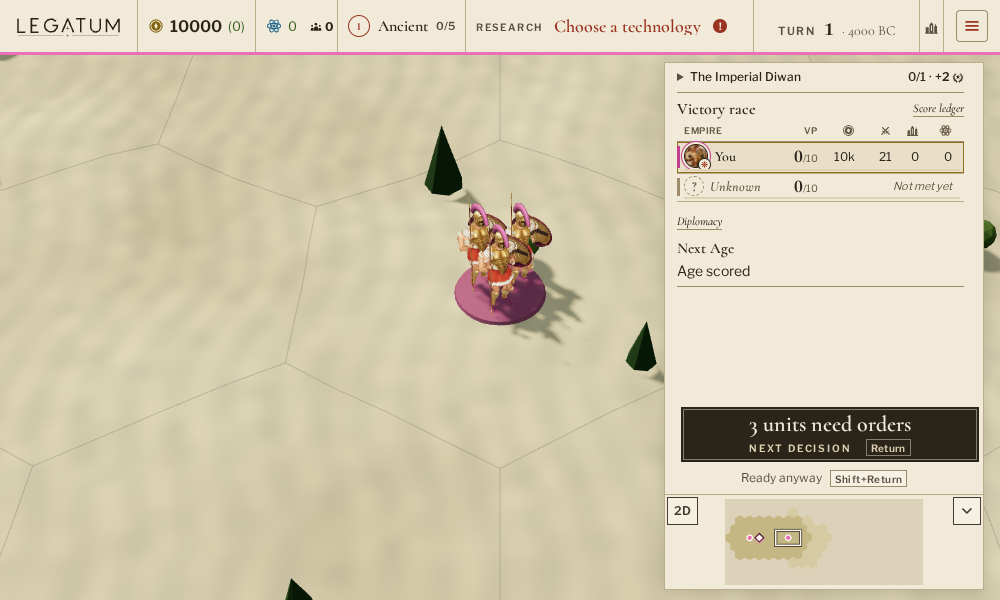 LEGATUM
10000 (0)
0
0
I Ancient 0/5
RESEARCH Choose a technology !
TURN 1 · 4000 BC
The Imperial Diwan 0/1 · +2
Victory race Score ledger
EMPIRE VP
You 0/10 10k 21 0 0
? Unknown 0/10 Not met yet
Diplomacy
Next Age
Age scored
3 units need orders
NEXT DECISION Return
Ready anyway Shift+Return
2D